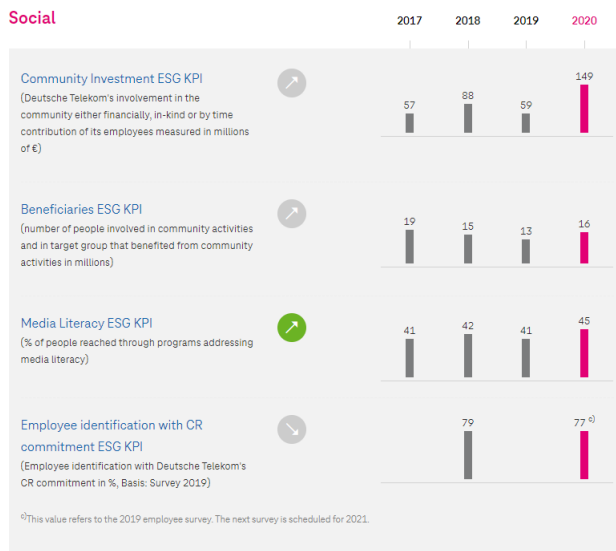 Social 2017 2018 2019 2020
Community Investment ESG KPI
(Deutsche Telekom's involvement in the
community either financially, in-kind or by time
contribution of its employees measured in millions
of €)
57 88 59 149
Beneficiaries ESG KPI
(number of people involved in community activities
and in target group that benefited from community
activities in millions)
19 15 13 16
Media Literacy ESG KPI
(% of people reached through programs addressing
media literacy)
41 42 41 45
Employee identification with CR
commitment ESG KPI
(Employee identification with Deutsche Telekom's
CR commitment in %, Basis: Survey 2019)
79 77 c)
c)This value refers to the 2019 employee survey. The next survey is scheduled for 2021.